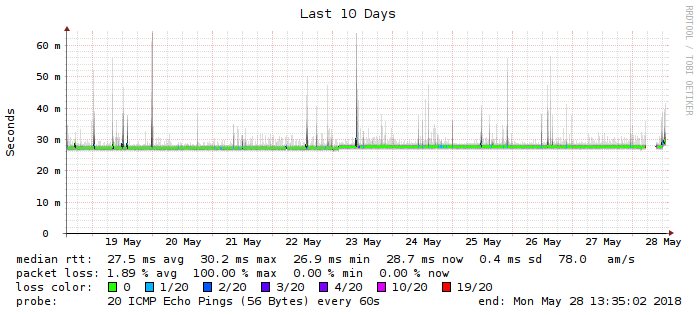 Last 10 Days
RRDTOOL / TOBI OETIKER
Seconds
60 m
50 m
40 m
30 m
20 m
10 m
0
19 May 20 May 21 May 22 May 23 May 24 May 25 May 26 May 27 May 28 May
median rtt: 27.5 ms avg 30.2 ms max 26.9 ms min 28.7 ms now 0.4 ms sd 78.0 am/s
packet loss: 1.89 % avg 100.00 % max 0.00 % min 0.00 % now
loss color: 0 1/20 2/20 3/20 4/20 10/20 19/20
probe: 20 ICMP Echo Pings (56 Bytes) every 60s end: Mon May 28 13:35:02 2018